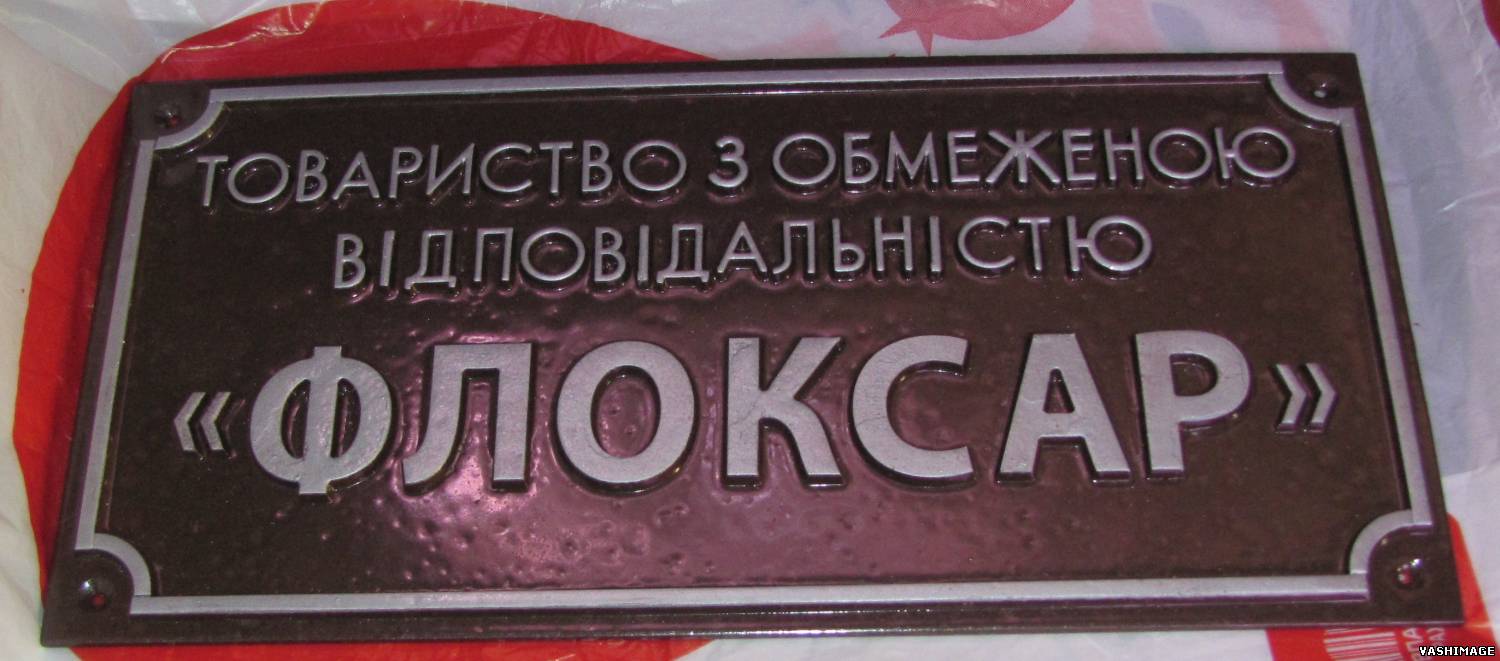 ТОВАРИСТВО З ОБМЕЖЕНОЮ
ВІДПОВІДАЛЬНІСТЮ
«ФЛОКСАР»
VASHIMAGE